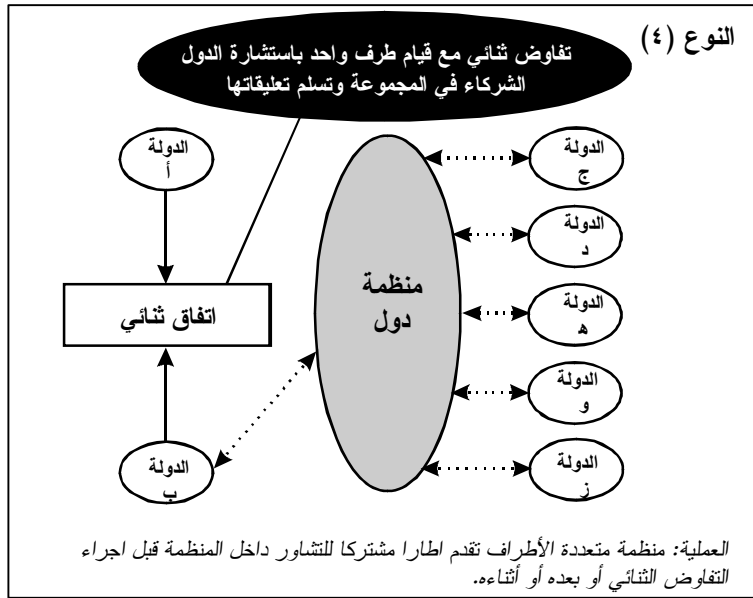 النوع (٤)
تفاوض ثنائي مع قيام طرف واحد باستشارة الدول
الشركاء في المجموعة وتسلم تعليقاتها
الدولة
أ
الدولة
ج
الدولة
د
منظمة
دول
اتفاق ثنائي
الدولة
ه
الدولة
و
الدولة
ب
الدولة
ز
العملية: منظمة متعددة الأطراف تقدم اطارا مشتركا للتشاور داخل المنظمة قبل اجراء
التفاوض الثنائي أو بعده أو أثناءه.